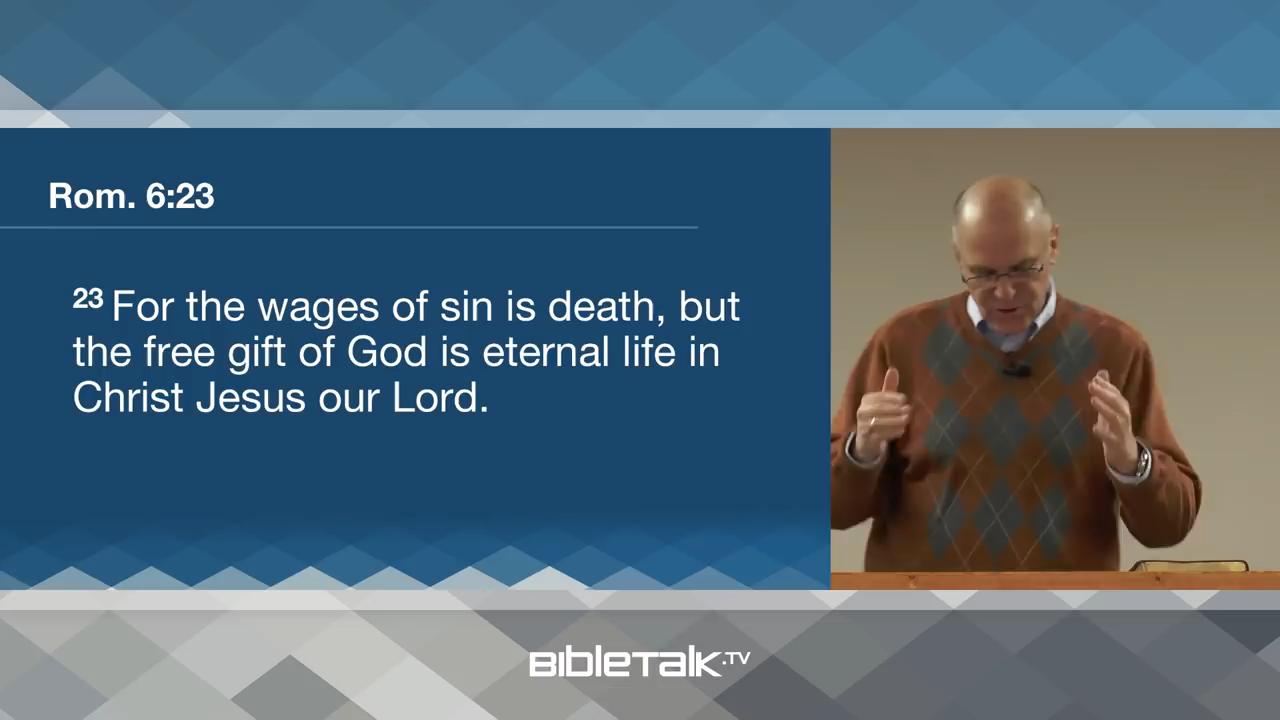 Rom. 6:23
23 For the wages of sin is death, but
the free gift of God is eternal life in
Christ Jesus our Lord.
BiBLETALK.TV